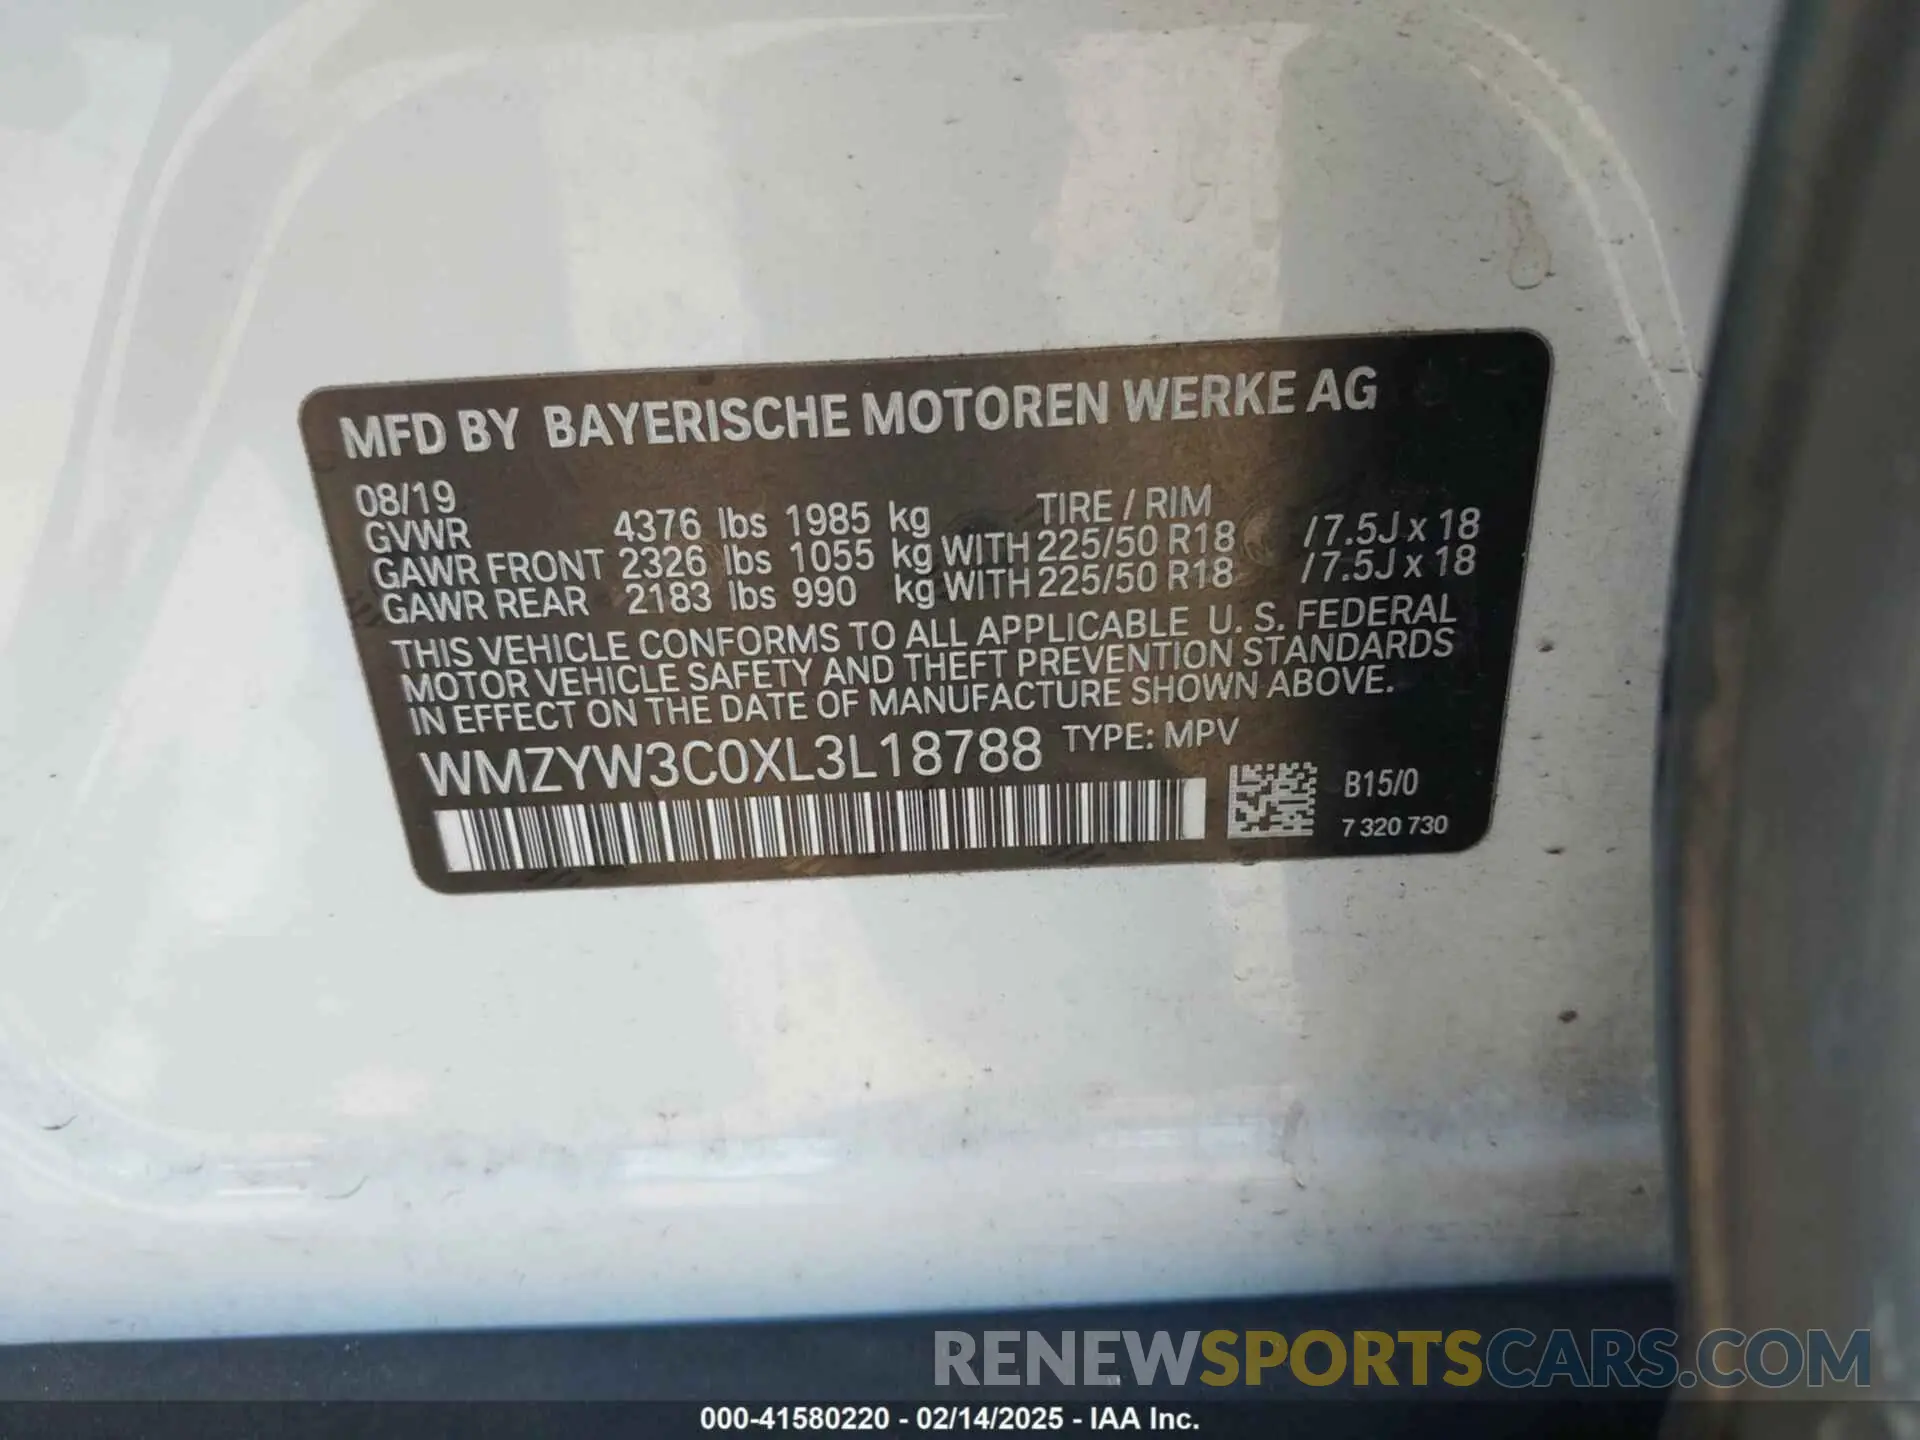 MFD BY BAYERISCHE MOTOREN WERKE AG
08/19 TIRE / RIM
GVWR 4376 lbs 1985 kg
GAWR FRONT 2326 lbs 1055 kg WITH 225/50 R18 /7.5J x 18
GAWR REAR 2183 lbs 990 kg WITH 225/50 R18 /7.5J x 18
THIS VEHICLE CONFORMS TO ALL APPLICABLE U. S. FEDERAL
MOTOR VEHICLE SAFETY AND THEFT PREVENTION STANDARDS
IN EFFECT ON THE DATE OF MANUFACTURE SHOWN ABOVE.
WMZYW3C0XL3L18788 TYPE: MPV
B15/0
7 320 730
RENEWSPORTSCARS.COM
000-41580220 - 02/14/2025 - IAA Inc.